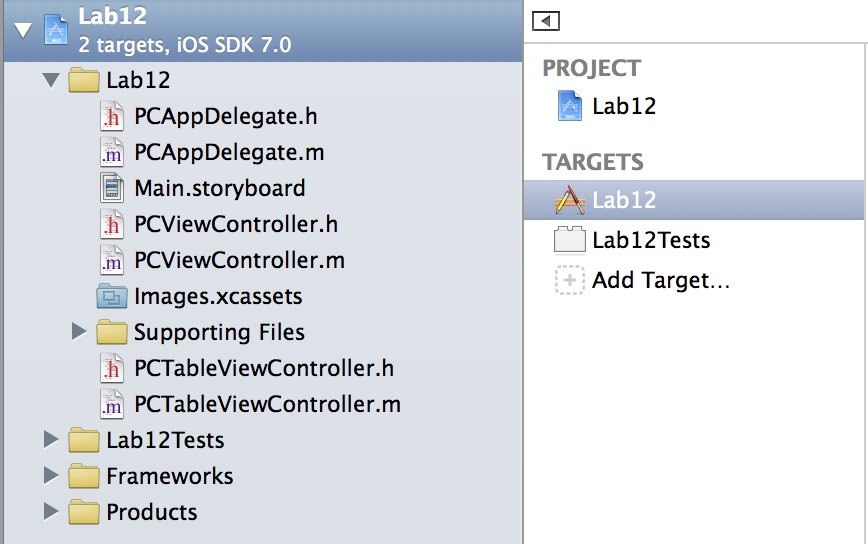 Lab12
2 targets, iOS SDK 7.0
Lab12
.h PCAppDelegate.h
.m PCAppDelegate.m
Main.storyboard
.h PCViewController.h
.m PCViewController.m
Images.xcassets
Supporting Files
.h PCTableViewController.h
.m PCTableViewController.m
Lab12Tests
Frameworks
Products
PROJECT
Lab12
TARGETS
Lab12
Lab12Tests
Add Target...